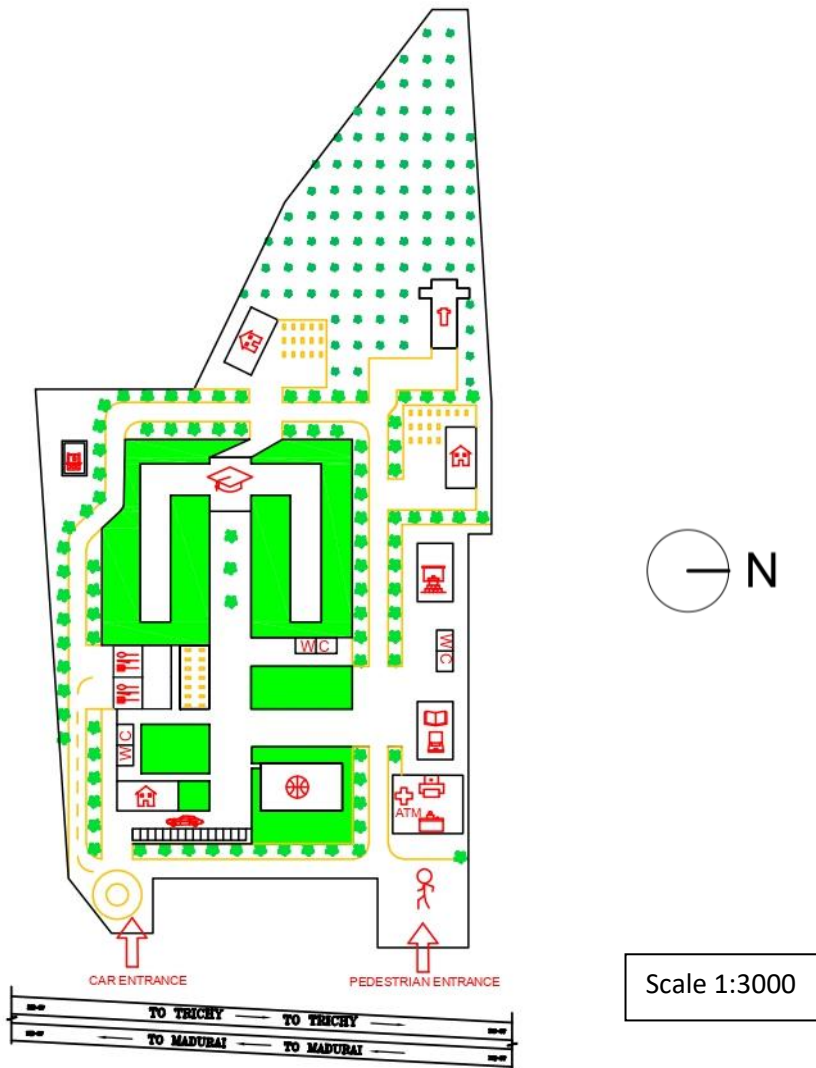 N
W C
W C
W C
ATM
CAR ENTRANCE
PEDESTRIAN ENTRANCE
Scale 1:3000
TO TRICHY TO TRICHY
TO MADURAI TO MADURAI